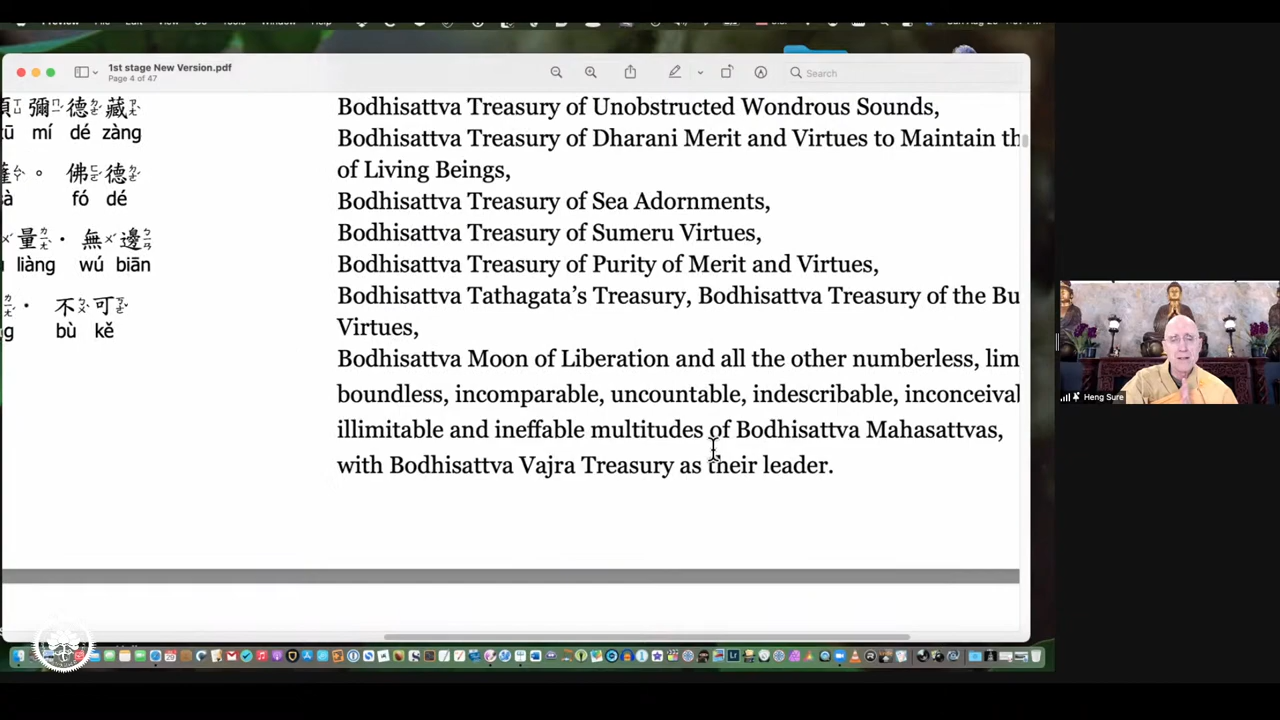 1st stage New Version.pdf
Page 4 of 47
Search
彌德藏
mí dé zàng
。 佛德
fó dé
量・無邊
liàng wú biān
・ 不可
bù kě
Bodhisattva Treasury of Unobstructed Wondrous Sounds,
Bodhisattva Treasury of Dharani Merit and Virtues to Maintain th
of Living Beings,
Bodhisattva Treasury of Sea Adornments,
Bodhisattva Treasury of Sumeru Virtues,
Bodhisattva Treasury of Purity of Merit and Virtues,
Bodhisattva Tathagata’s Treasury, Bodhisattva Treasury of the Bu
Virtues,
Bodhisattva Moon of Liberation and all the other numberless, lim
boundless, incomparable, uncountable, indescribable, inconceivab
illimitable and ineffable multitudes of Bodhisattva Mahasattvas,
with Bodhisattva Vajra Treasury as their leader.
Heng Sure